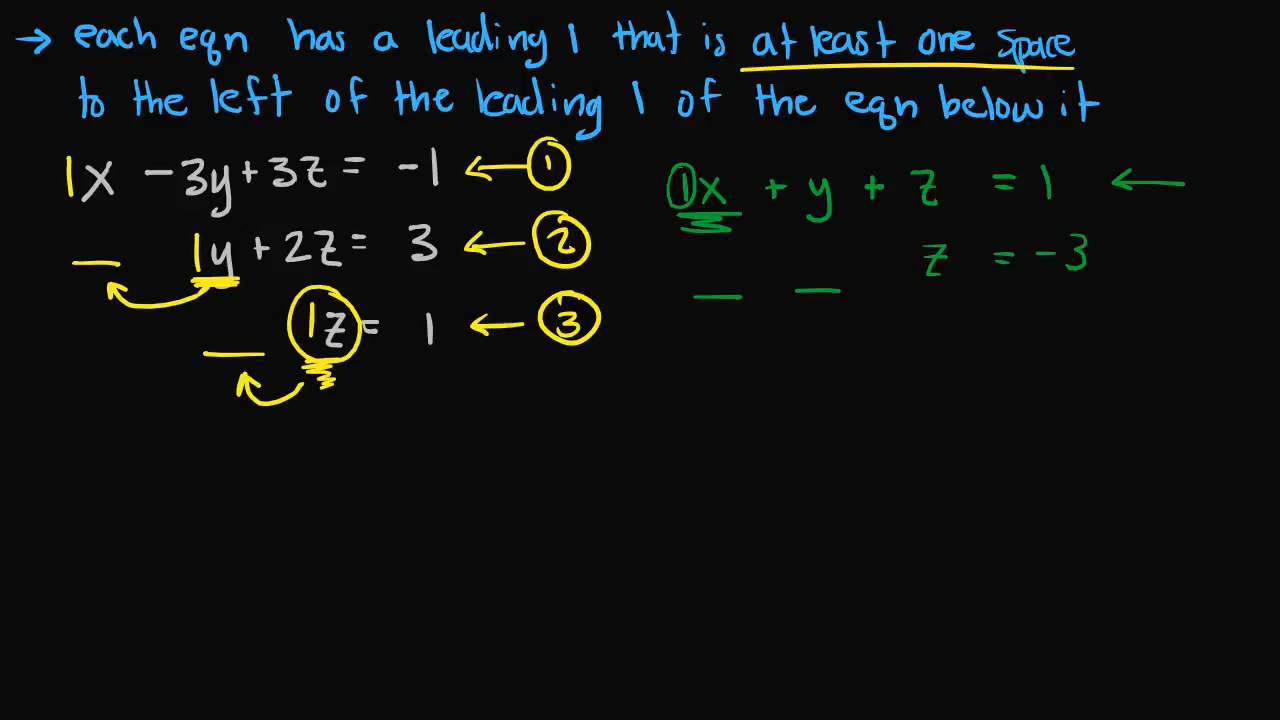 → each eqn has a leading 1 that is at least one space
to the left of the leading 1 of the eqn below it
1x - 3y + 3z = -1 ← 1
1y + 2z = 3 ← 2
1z = 1 ← 3
1x + y + z = 1 ←
z = -3